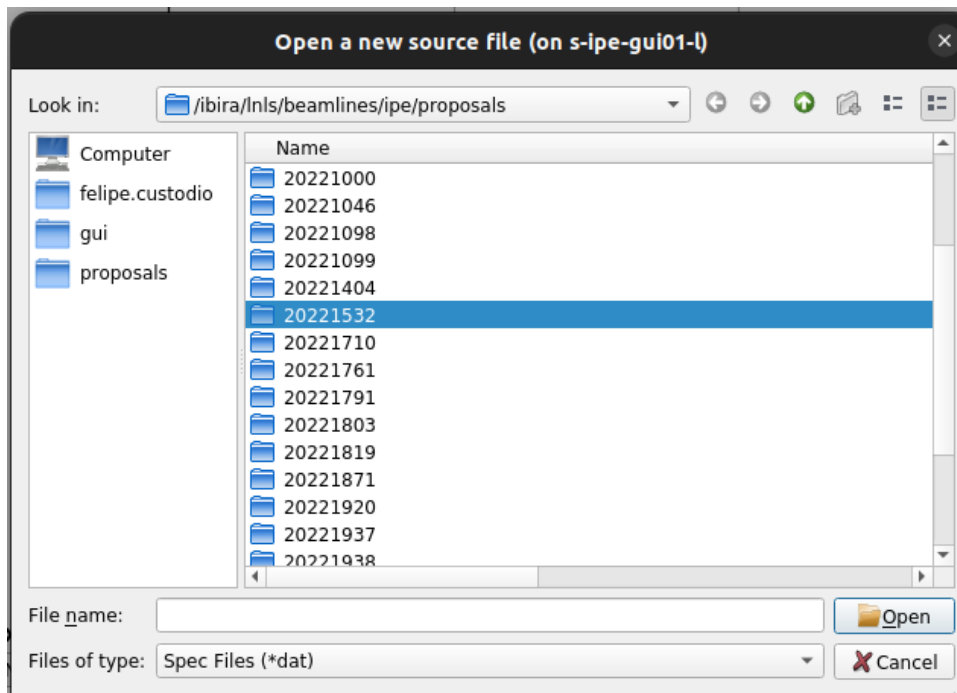 Open a new source file (on s-ipe-gui01-l)
Look in: /ibira/lnls/beamlines/ipe/proposals
Computer
felipe.custodio
gui
proposals
Name
20221000
20221046
20221098
20221099
20221404
20221532
20221710
20221761
20221791
20221803
20221819
20221871
20221920
20221937
20221938
File name:
Open
Files of type: Spec Files (*dat)
Cancel